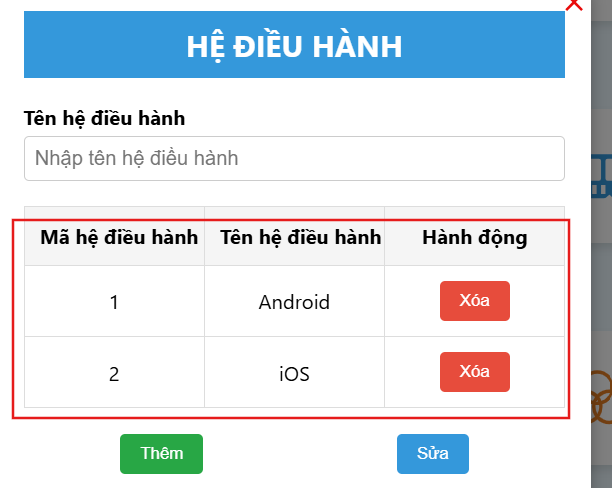 HỆ ĐIỀU HÀNH
Tên hệ điều hành
Nhập tên hệ điều hành
Mã hệ điều hành Tên hệ điều hành Hành động
1 Android Xóa
2 iOS Xóa
Thêm Sửa